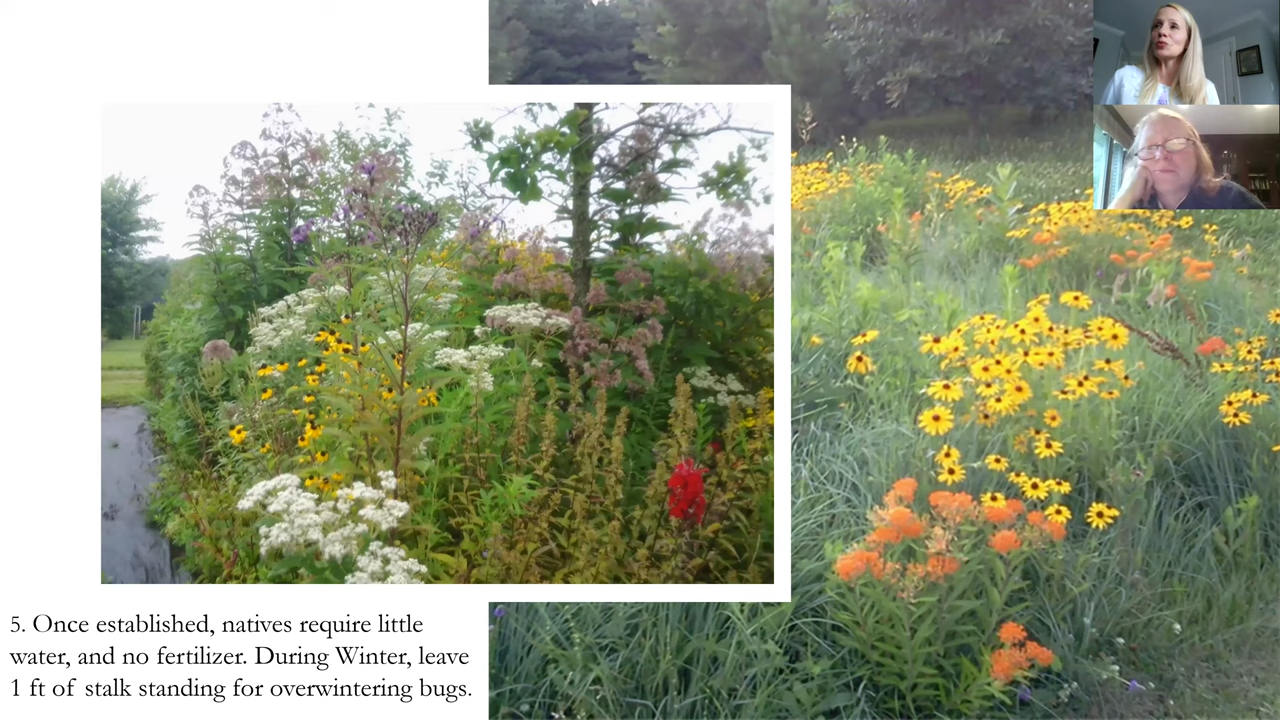 5. Once established, natives require little
water, and no fertilizer. During Winter, leave
1 ft of stalk standing for overwintering bugs.